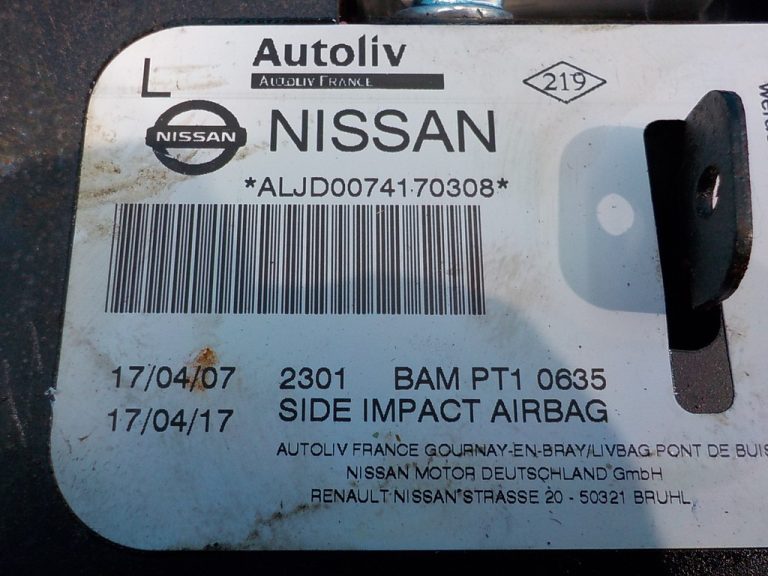 L
Autoliv
AUTOLIV FRANCE
219
NISSAN
NISSAN
*ALJD0074170308*
17/04/07 2301 BAM PT1 0635
17/04/17 SIDE IMPACT AIRBAG
AUTOLIV FRANCE GOURNAY-EN-BRAY/LIVBAG PONT DE BUIS
NISSAN MOTOR DEUTSCHLAND GmbH
RENAULT NISSAN STRASSE 20 - 50321 BRUHL